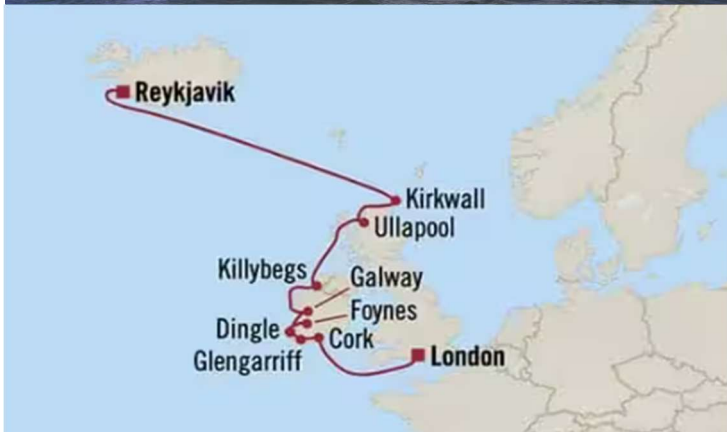 Reykjavik
Kirkwall
Ullapool
Killybegs
Galway
Foynes
Dingle
Cork
Glengarriff
London